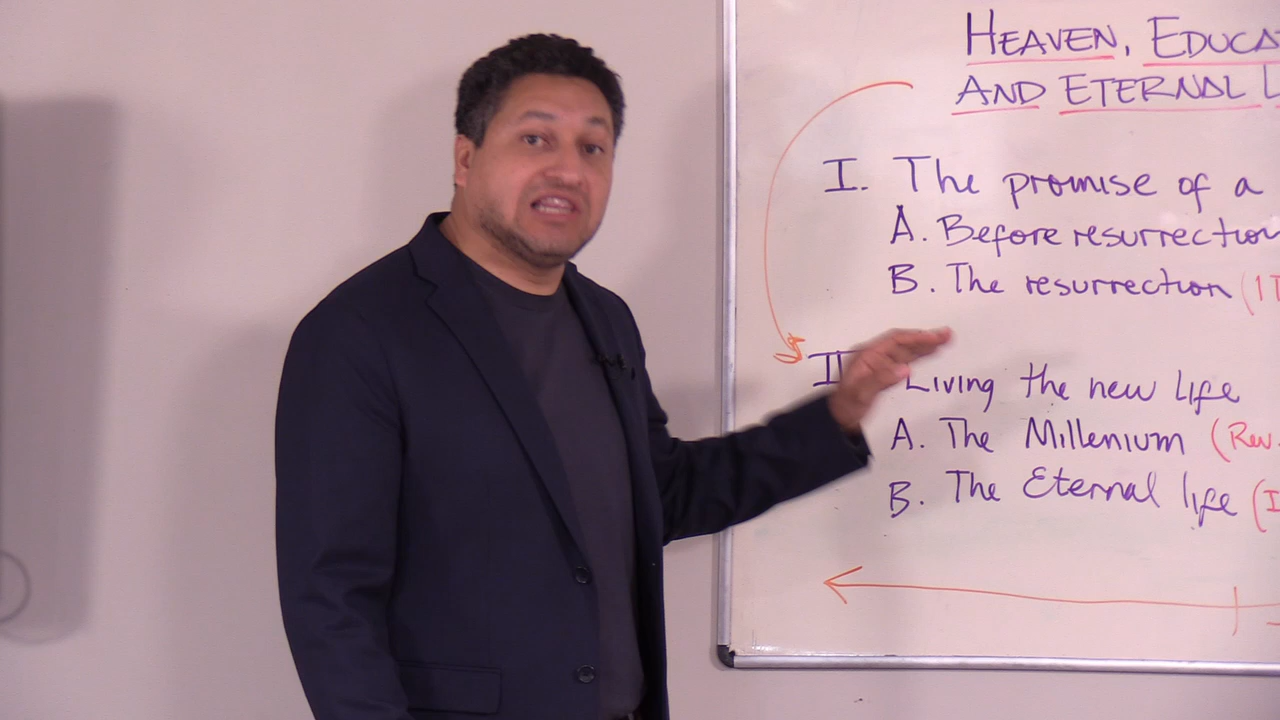 HEAVEN, EDUCA
AND ETERNAL L
I. The promise of a
A. Before resurrection
B. The resurrection (1T
II Living the new life
A. The Millenium (Rev.
B. The Eternal life (I